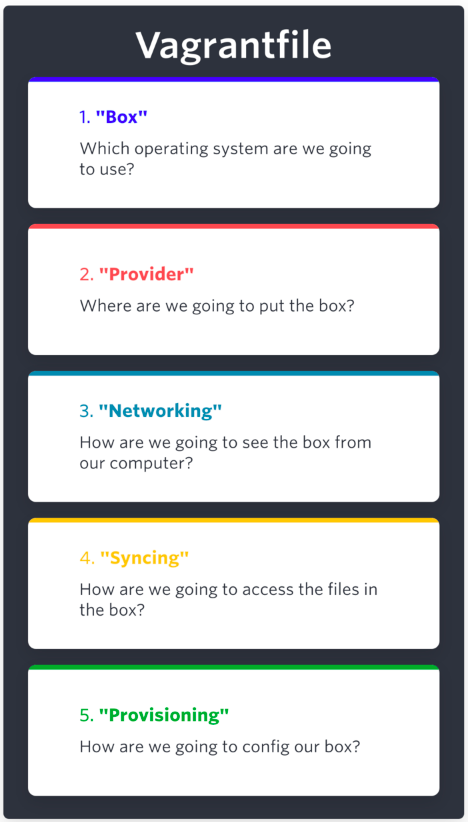 Vagrantfile
1. "Box"
Which operating system are we going
to use?
2. "Provider"
Where are we going to put the box?
3. "Networking"
How are we going to see the box from
our computer?
4. "Syncing"
How are we going to access the files in
the box?
5. "Provisioning"
How are we going to config our box?